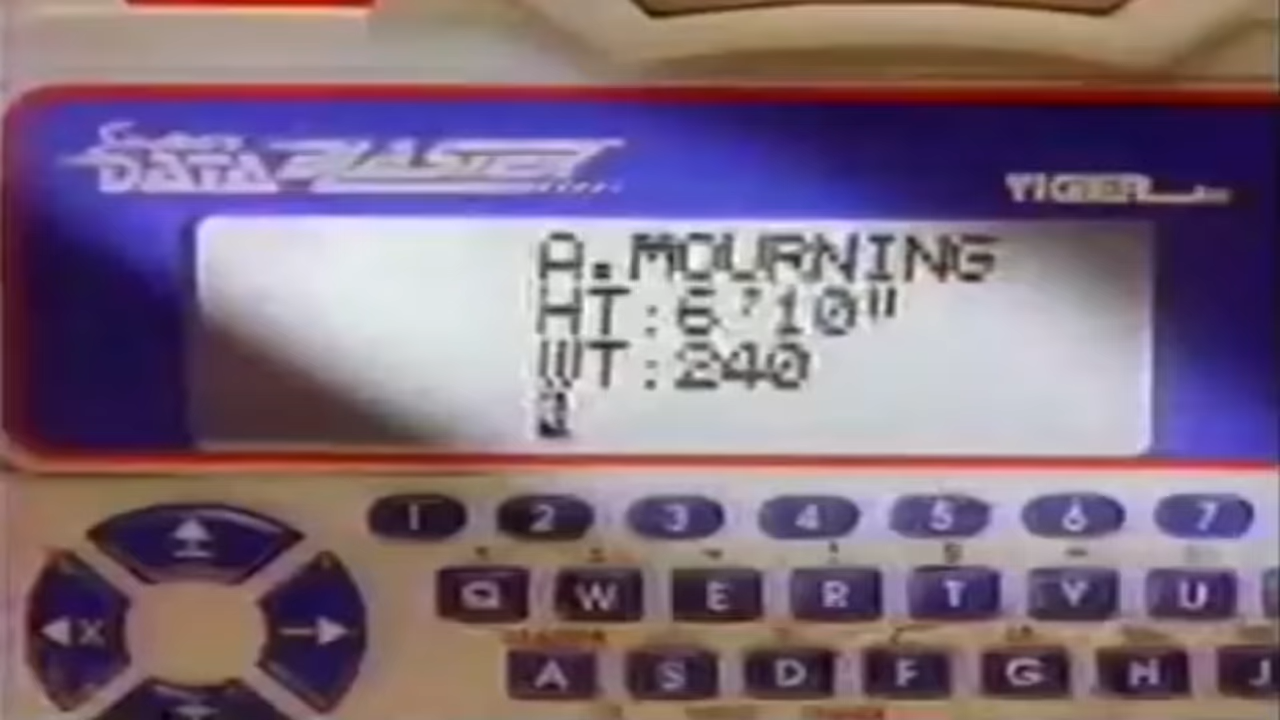 Super
DATA BLASTER
TIGER
A.MOURNING
HT:6'10"
WT:240
1 2 3 4 5 6 7
Q W E R T Y U
X
A S D F G H J